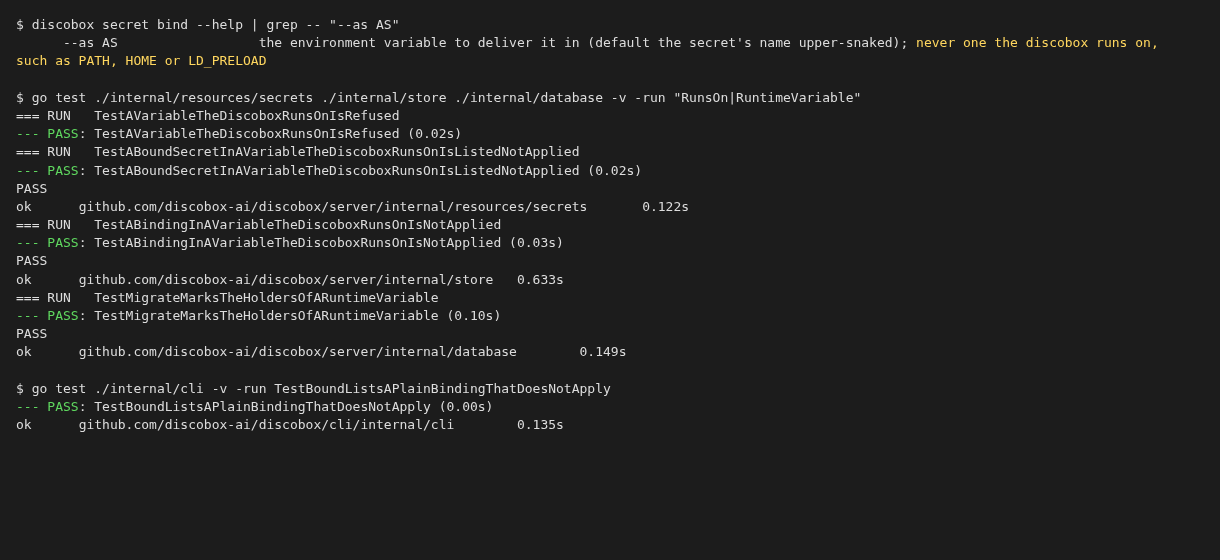 $ discobox secret bind --help | grep -- "--as AS"
      --as AS                  the environment variable to deliver it in (default the secret's name upper-snaked); never one the discobox runs on,
such as PATH, HOME or LD_PRELOAD
$ go test ./internal/resources/secrets ./internal/store ./internal/database -v -run "RunsOn|RuntimeVariable"
=== RUN   TestAVariableTheDiscoboxRunsOnIsRefused
--- PASS: TestAVariableTheDiscoboxRunsOnIsRefused (0.02s)
=== RUN   TestABoundSecretInAVariableTheDiscoboxRunsOnIsListedNotApplied
--- PASS: TestABoundSecretInAVariableTheDiscoboxRunsOnIsListedNotApplied (0.02s)
PASS
ok      github.com/discobox-ai/discobox/server/internal/resources/secrets       0.122s
=== RUN   TestABindingInAVariableTheDiscoboxRunsOnIsNotApplied
--- PASS: TestABindingInAVariableTheDiscoboxRunsOnIsNotApplied (0.03s)
PASS
ok      github.com/discobox-ai/discobox/server/internal/store   0.633s
=== RUN   TestMigrateMarksTheHoldersOfARuntimeVariable
--- PASS: TestMigrateMarksTheHoldersOfARuntimeVariable (0.10s)
PASS
ok      github.com/discobox-ai/discobox/server/internal/database        0.149s
$ go test ./internal/cli -v -run TestBoundListsAPlainBindingThatDoesNotApply
--- PASS: TestBoundListsAPlainBindingThatDoesNotApply (0.00s)
ok      github.com/discobox-ai/discobox/cli/internal/cli        0.135s